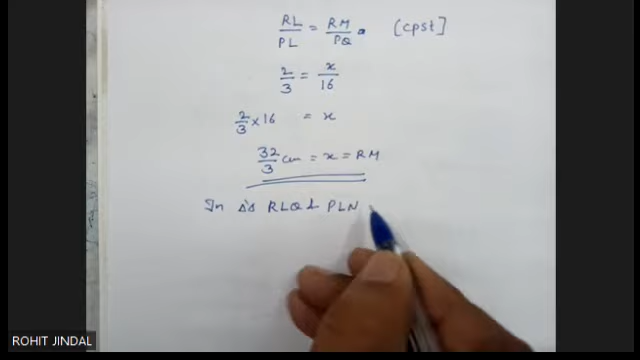 RL/PL = RM/PQ. [cpst]
2/3 = x/16
2/3 × 16 = x
32/3 cm = x = RM
In Δs RLQ & PLN
ROHIT JINDAL